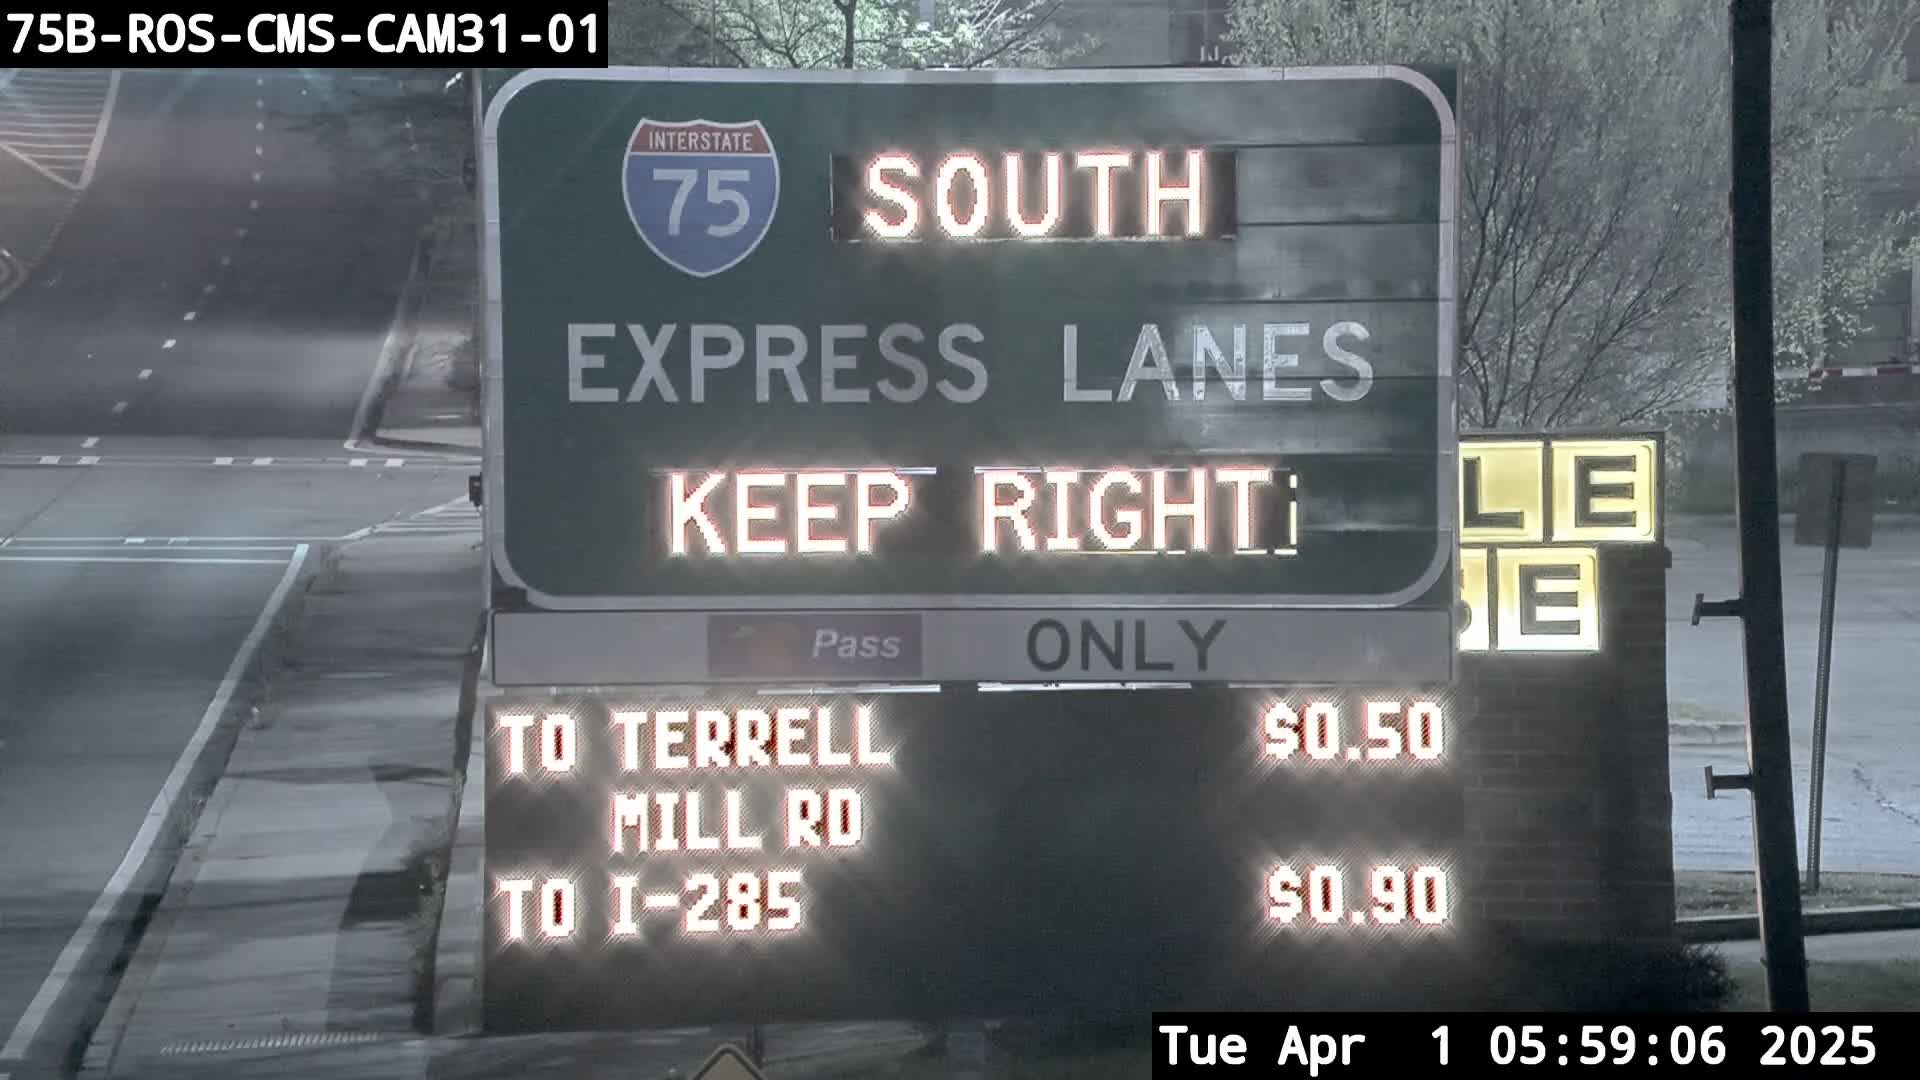 75B-ROS-CMS-CAM31-01
INTERSTATE
75
SOUTH
EXPRESS LANES
KEEP RIGHT
Pass ONLY
TO TERRELL $0.50
MILL RD
TO I-285 $0.90
LE
E
Tue Apr 1 05:59:06 2025